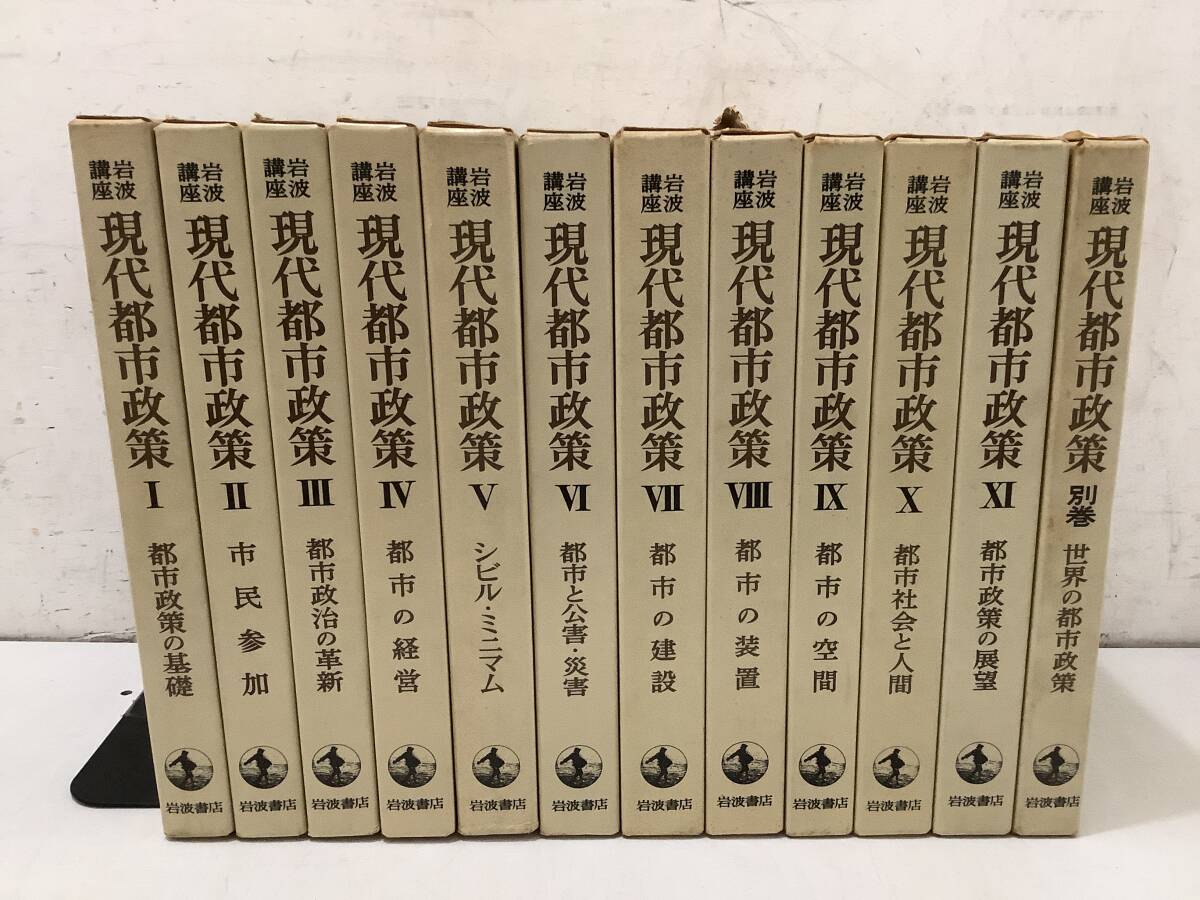 岩波講座
現代都市政策
I
都市政策の基礎
岩波書店
岩波講座
現代都市政策
II
市民参加
岩波書店
岩波講座
現代都市政策
III
都市政治の革新
岩波書店
岩波講座
現代都市政策
IV
都市の経営
岩波書店
岩波講座
現代都市政策
V
シビル・ミニマム
岩波書店
岩波講座
現代都市政策
VI
都市と公害・災害
岩波書店
岩波講座
現代都市政策
VII
都市の建設
岩波書店
岩波講座
現代都市政策
VIII
都市の装置
岩波書店
岩波講座
現代都市政策
IX
都市の空間
岩波書店
岩波講座
現代都市政策
X
都市社会と人間
岩波書店
岩波講座
現代都市政策
XI
都市政策の展望
岩波書店
岩波講座
現代都市政策
別巻
世界の都市政策
岩波書店